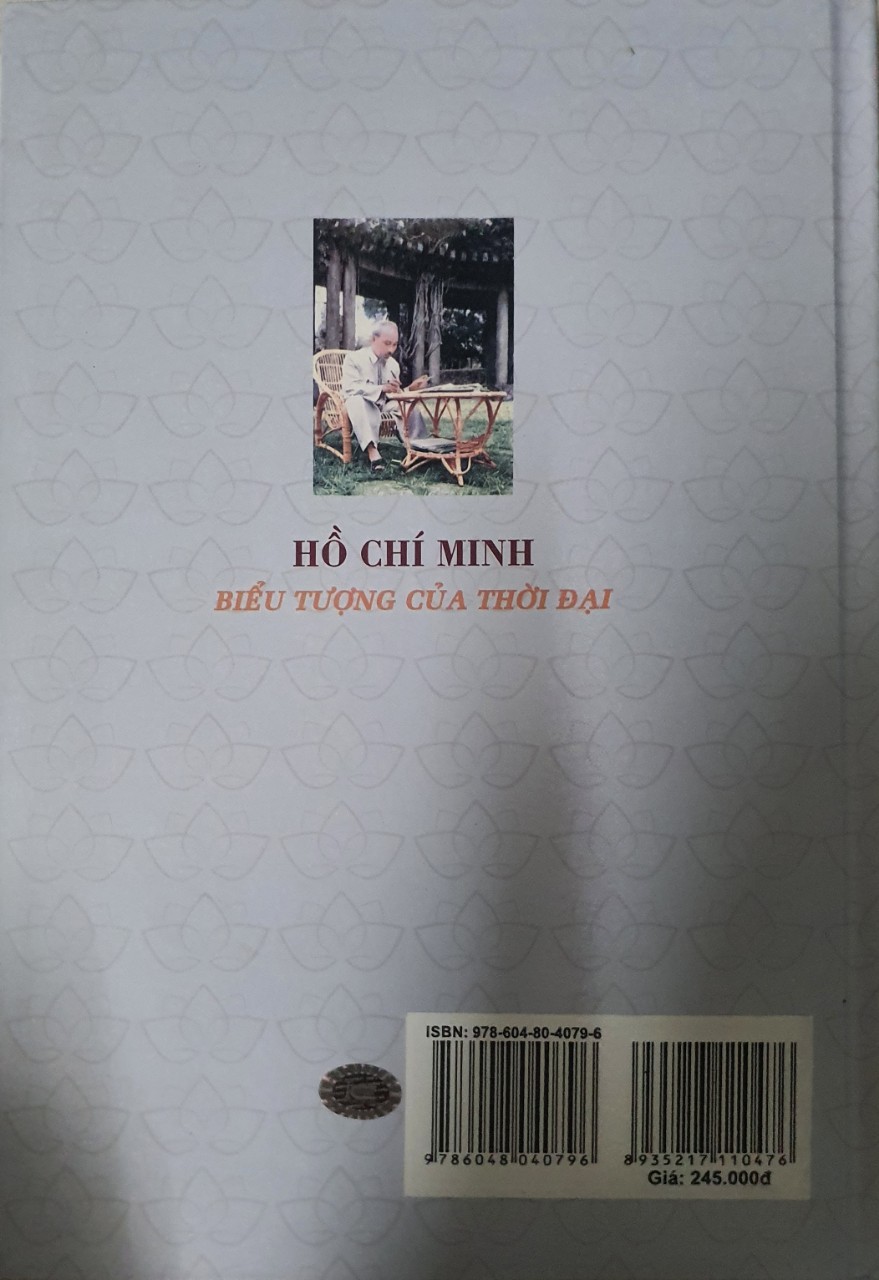 HỒ CHÍ MINH
BIỂU TƯỢNG CỦA THỜI ĐẠI
ISBN: 978-604-80-4079-6
9786048040796
8935217110476
Giá: 245.000đ